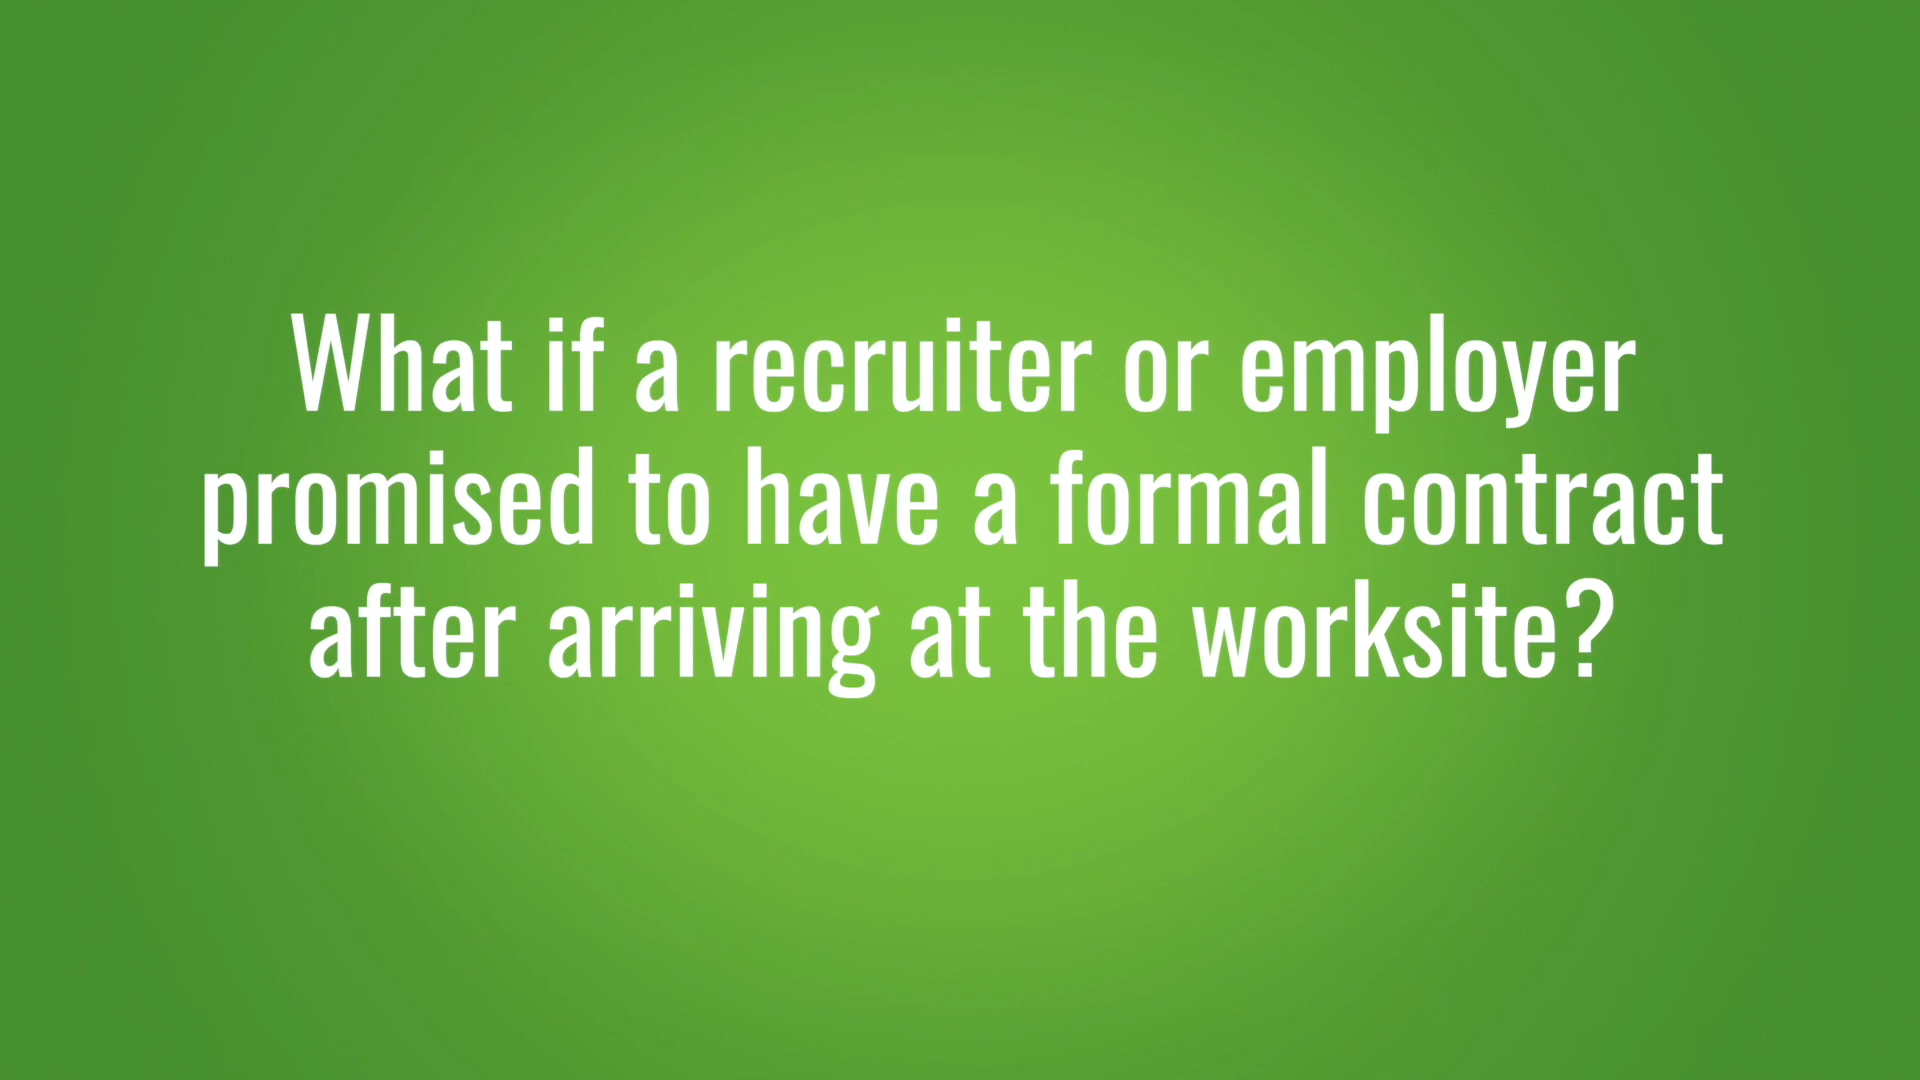 What if a recruiter or employer
promised to have a formal contract
after arriving at the worksite?